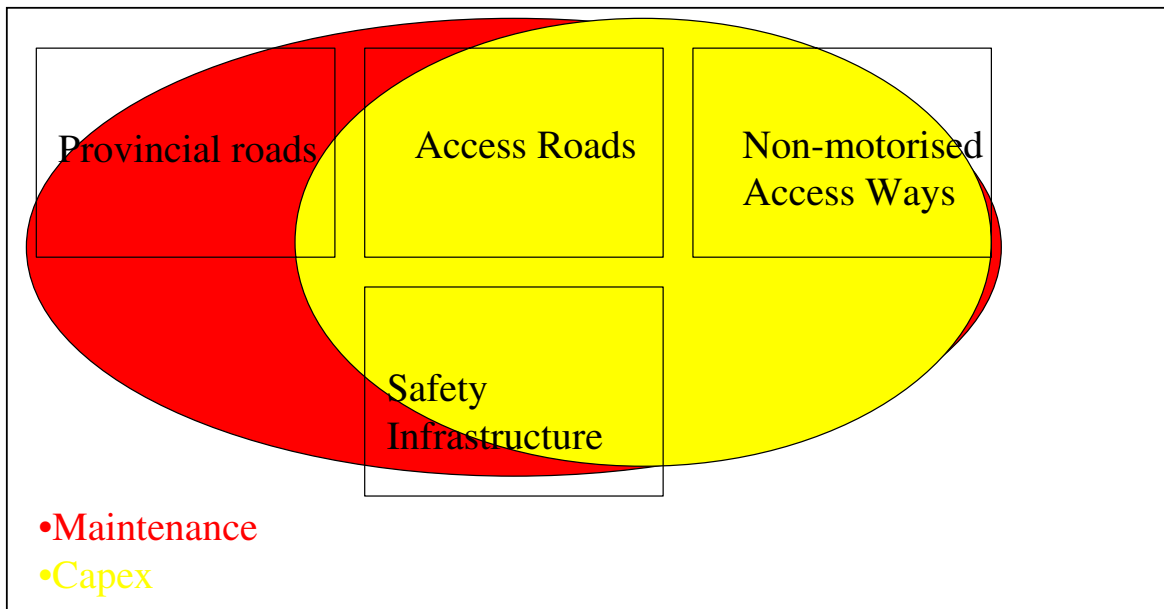 Provincial roads
Access Roads
Non-motorised
Access Ways
Safety
Infrastructure
•Maintenance
•Capex